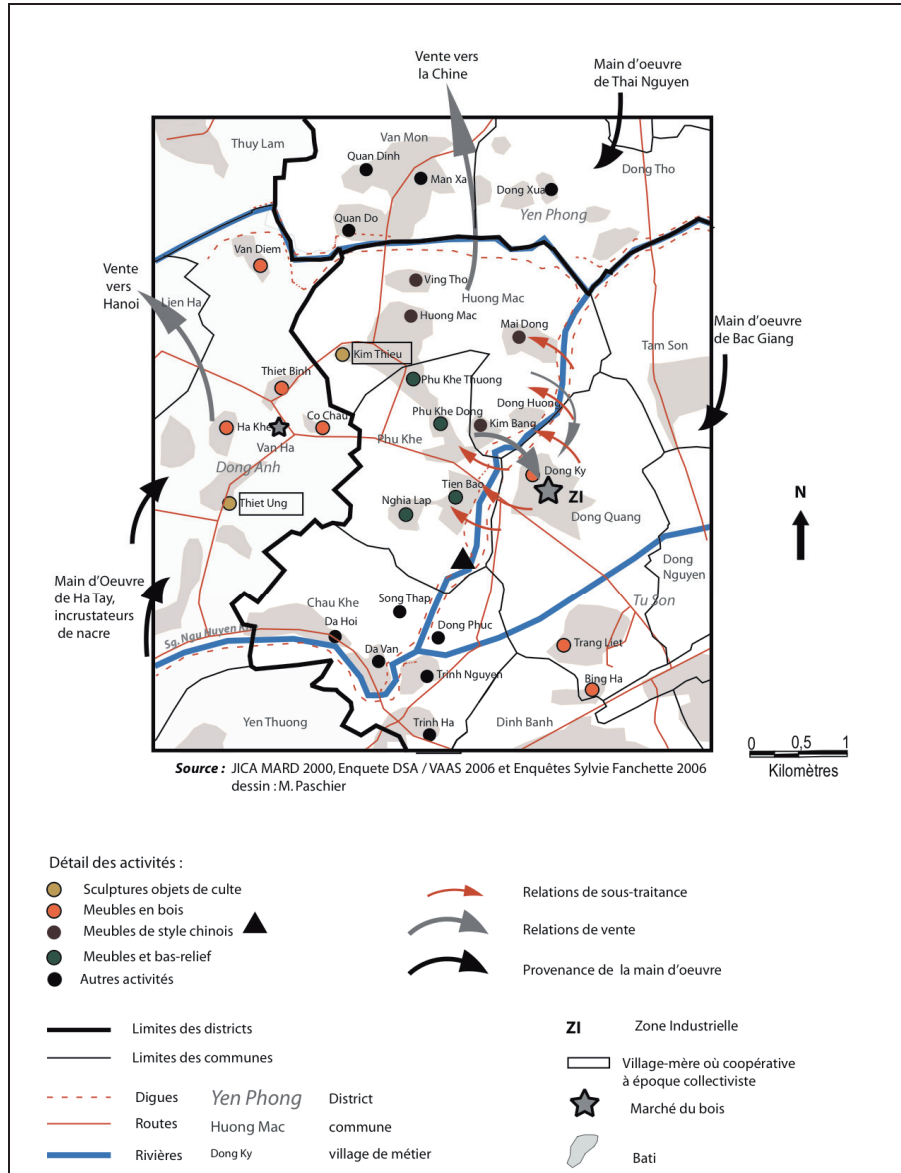 Vente vers
la Chine
Main d'oeuvre
de Thai Nguyen
Thuy Lam
Van Mon
Quan Dinh
Man Xa
Dong Xua
Dong Tho
Yen Phong
Quan Do
Van Diem
Vente
vers
Hanoi
Lien Ha
Ving Tho
Huong Mac
Huong Mac
Mai Dong
Main d'oeuvre
de Bac Giang
Tam Son
Kim Thieu
Thiet Binh
Phu Khe Thuong
Dong Huong
Phu Khe Dong
Kim Bang
Co Chau
Ha Khe
Van Ha
Phu Khe
Dong Anh
Dong Ky
ZI
Tien Bao
Nghia Lap
Thiet Ung
Dong Quang
N
Main d'Oeuvre
de Ha Tay,
incrustateurs
de nacre
Dong
Nguyen
Tu Son
Song Thap
Chau Khe
Da Hoi
Dong Phuc
Sg. Ngu Nuyen
Da Van
Trinh Nguyen
Trang Liet
Bing Ha
Yen Thuong
Trinh Ha
Dinh Banh
0 0,5 1
Kilomètres
Source : JICA MARD 2000, Enquete DSA / VAAS 2006 et Enquêtes Sylvie Fanchette 2006
dessin : M. Paschier
Détail des activités :
Sculptures objets de culte
Meubles en bois
Meubles de style chinois
Meubles et bas-relief
Autres activités
Relations de sous-traitance
Relations de vente
Provenance de la main d'oeuvre
Limites des districts
Limites des communes
Digues
Routes
Rivières
Yen Phong District
Huong Mac commune
Dong Ky village de métier
ZI Zone Industrielle
Village-mère où coopérative
à époque collectiviste
Marché du bois
Bati